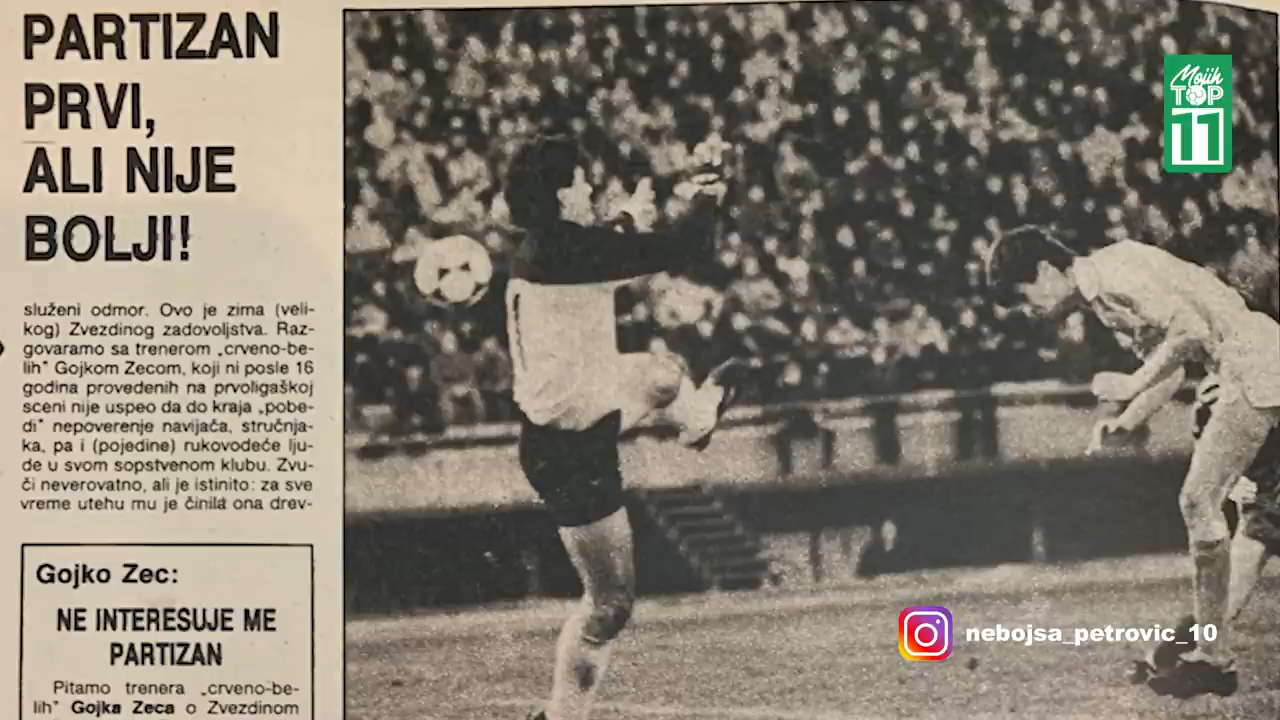 PARTIZAN
PRVI,
ALI NIJE
BOLJI!
služeni odmor. Ovo je zima (veli-
kog) Zvezdinog zadovoljstva. Raz-
govaramo sa trenerom „crveno-be-
lih" Gojkom Zecom, koji ni posle 16
godina provedenih na prvoligaškoj
sceni nije uspeo da do kraja „pobe-
di" nepoverenje navijača, stručnja-
ka, pa i (pojedine) rukovodeće lju-
de u svom sopstvenom klubu. Zvu-
či neverovatno, ali je istinito: za sve
vreme utehu mu je činila ona drev-
Gojko Zec:
NE INTERESUJE ME
PARTIZAN
Pitamo trenera „crveno-be-
lih" Gojka Zeca o Zvezdinom
Mojih
TOP
11
nebojsa_petrovic_10